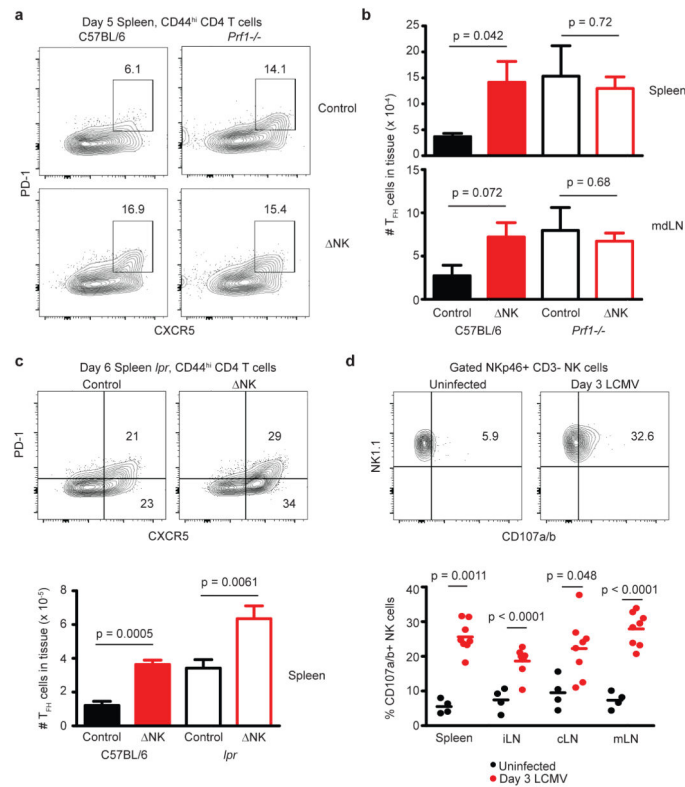 a
Day 5 Spleen, CD44hi CD4 T cells
C57BL/6 Prf1-/-
6.1 14.1
Control
16.9 15.4
ΔNK
PD-1
CXCR5
b
p = 0.72
p = 0.042
20
15
10
5
0
Spleen
# TFH cells in tissue (x 10-4)
p = 0.68
p = 0.072
15
10
5
0
mdLN
Control ΔNK Control ΔNK
C57BL/6 Prf1-/-
c
Day 6 Spleen lpr, CD44hi CD4 T cells
Control ΔNK
21 29
23 34
PD-1
CXCR5
p = 0.0061
p = 0.0005
8
6
4
2
0
# TFH cells in tissue (x 10-5)
Spleen
Control ΔNK Control ΔNK
C57BL/6 lpr
d
Gated NKp46+ CD3- NK cells
Uninfected Day 3 LCMV
5.9 32.6
NK1.1
CD107a/b
p = 0.0011 p = 0.048 p <0.0001
p < 0.0001
40
30
20
10
0
% CD107a/b+ NK cells
Spleen iLN cLN mLN
Uninfected
Day 3 LCMV